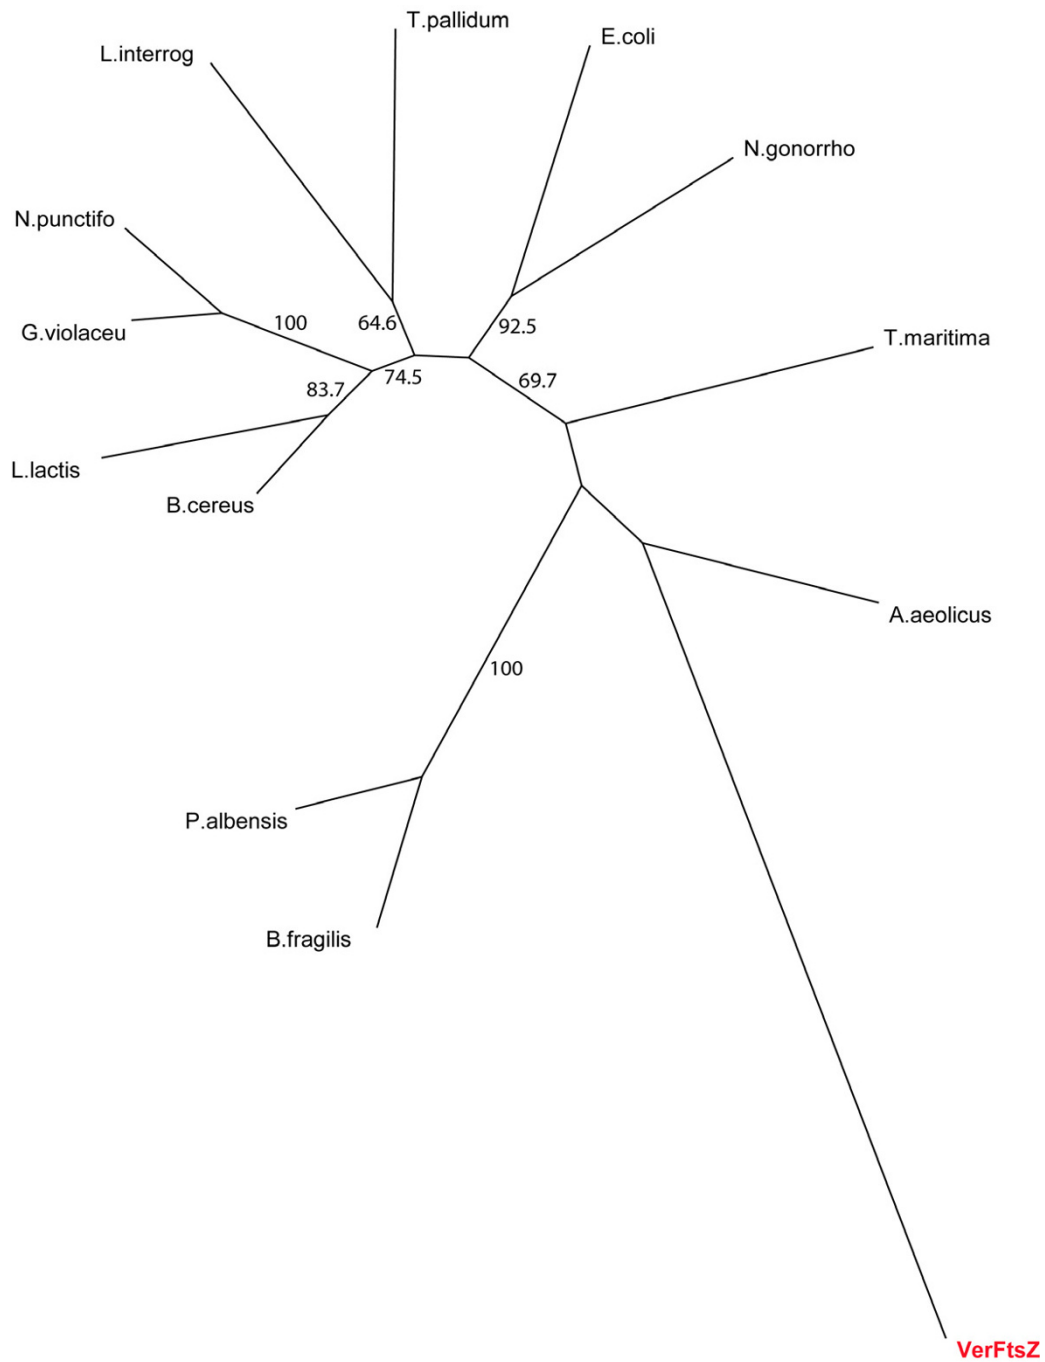 T.pallidum
E.coli
L.interrog
N.gonorrho
N.punctifo
G.violaceu
100
64.6
92.5
T.maritima
83.7
74.5
69.7
L.lactis
B.cereus
A.aeolicus
100
P.albensis
B.fragilis
VerFtsZ